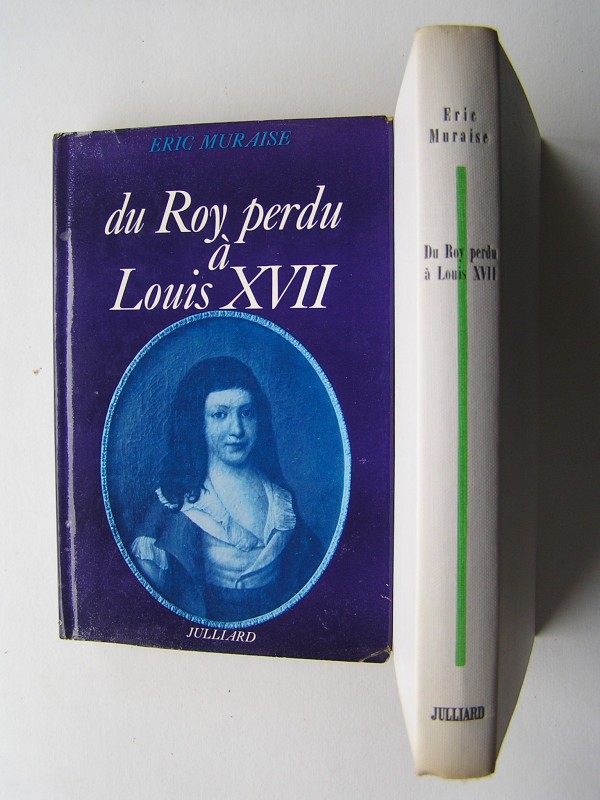 ERIC MURAISE
du Roy perdu
à
Louis XVII
JULLIARD
Eric
Muraise
Du Roy perdu
à Louis XVII
JULLIARD